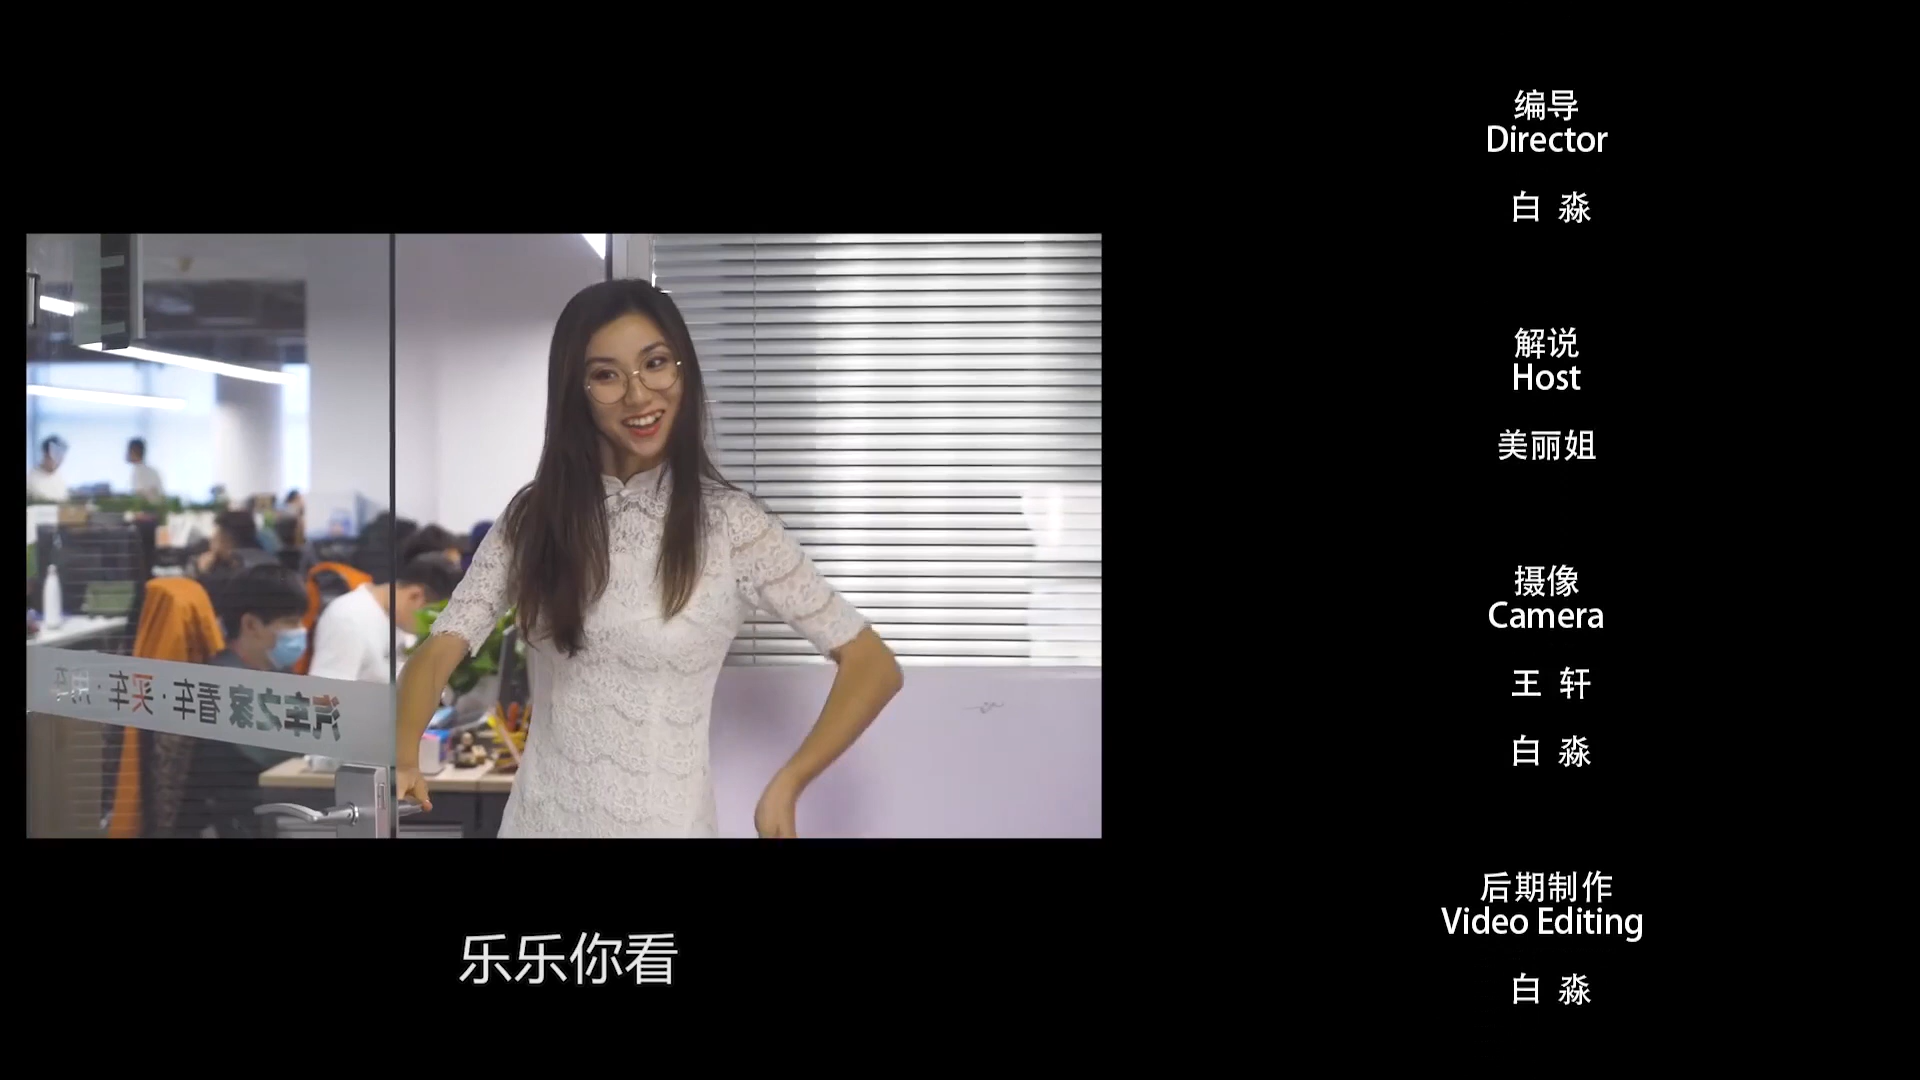 编导
Director
白 淼
解说
Host
美丽姐
摄像
Camera
王 轩
白 淼
后期制作
Video Editing
白 淼
汽车之家 看车·买车·用车
乐乐你看